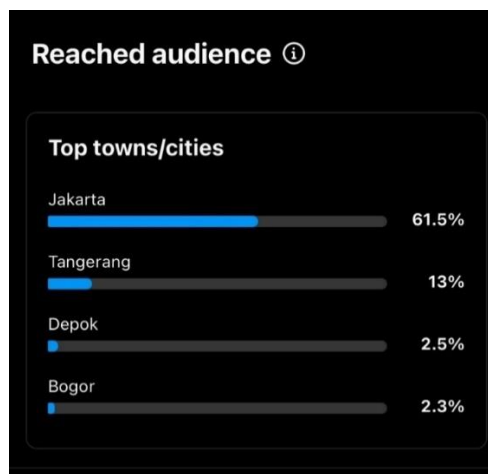 Reached audience
Top towns/cities
Jakarta
61.5%
Tangerang
13%
Depok
2.5%
Bogor
2.3%